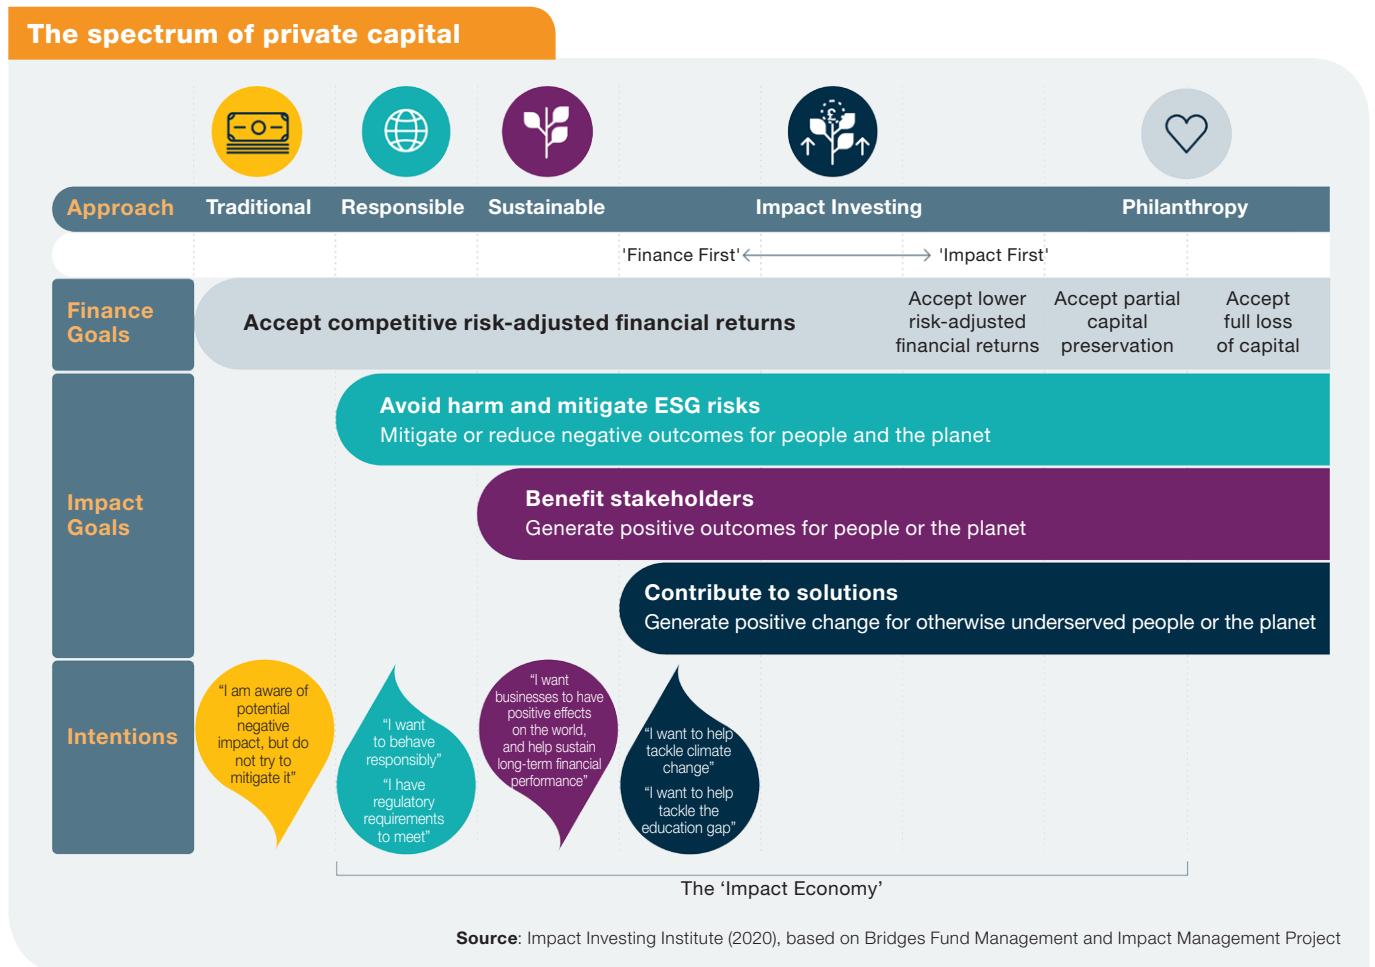 The spectrum of private capital
£
Approach Traditional Responsible Sustainable Impact Investing Philanthropy
'Finance First' 'Impact First'
Finance
Goals
Accept competitive risk-adjusted financial returns
Accept lower
risk-adjusted
financial returns
Accept partial
capital
preservation
Accept
full loss
of capital
Impact
Goals
Avoid harm and mitigate ESG risks
Mitigate or reduce negative outcomes for people and the planet
Benefit stakeholders
Generate positive outcomes for people or the planet
Contribute to solutions
Generate positive change for otherwise underserved people or the planet
Intentions
“I am aware of
potential
negative
impact, but do
not try to
mitigate it”
“I want
to behave
responsibly”
“I have
regulatory
requirements
to meet”
“I want
businesses to have
positive effects
on the world,
and help sustain
long-term financial
performance”
“I want to help
tackle climate
change”
“I want to help
tackle the
education gap”
The ‘Impact Economy’
Source: Impact Investing Institute (2020), based on Bridges Fund Management and Impact Management Project